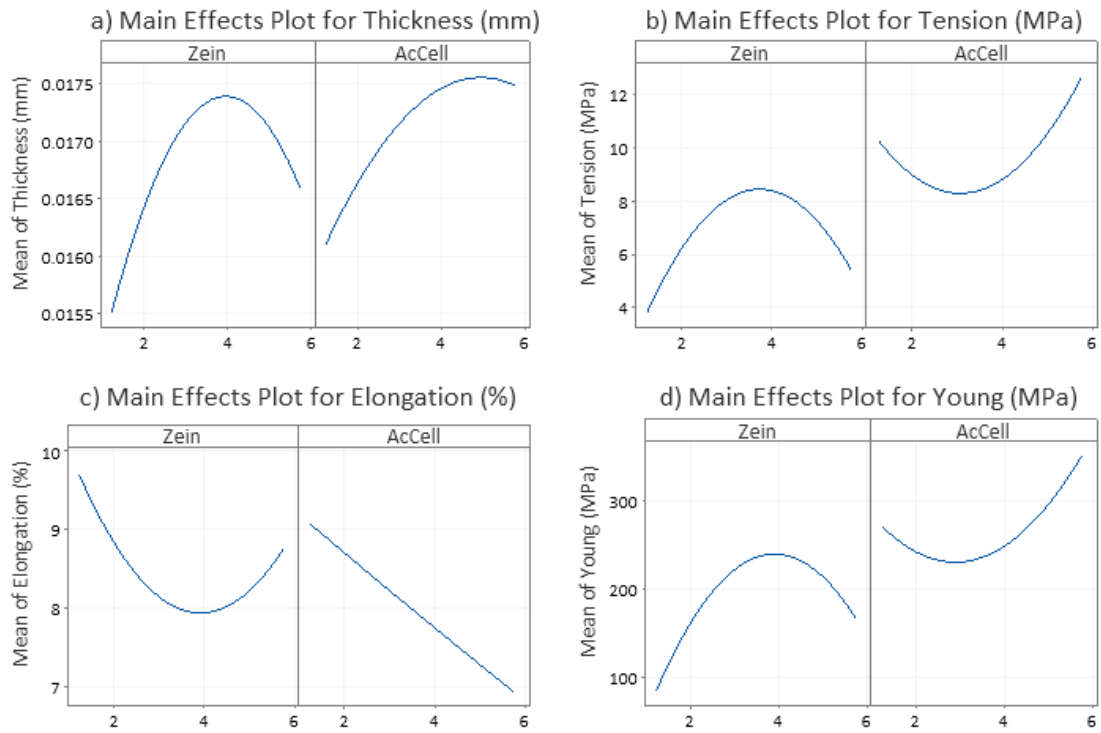 a) Main Effects Plot for Thickness (mm)
Zein AcCell
Mean of Thickness (mm)
0.0175
0.0170
0.0165
0.0160
0.0155
2 4 6 2 4 6
b) Main Effects Plot for Tension (MPa)
Zein AcCell
Mean of Tension (MPa)
12
10
8
6
4
2 4 2 4 6
c) Main Effects Plot for Elongation (%)
Zein AcCell
Mean of Elongation (%)
10
9
8
7
2 4 6 2 4 6
d) Main Effects Plot for Young (MPa)
Zein AcCell
Mean of Young (MPa)
300
200
100
2 4 6 2 4 6